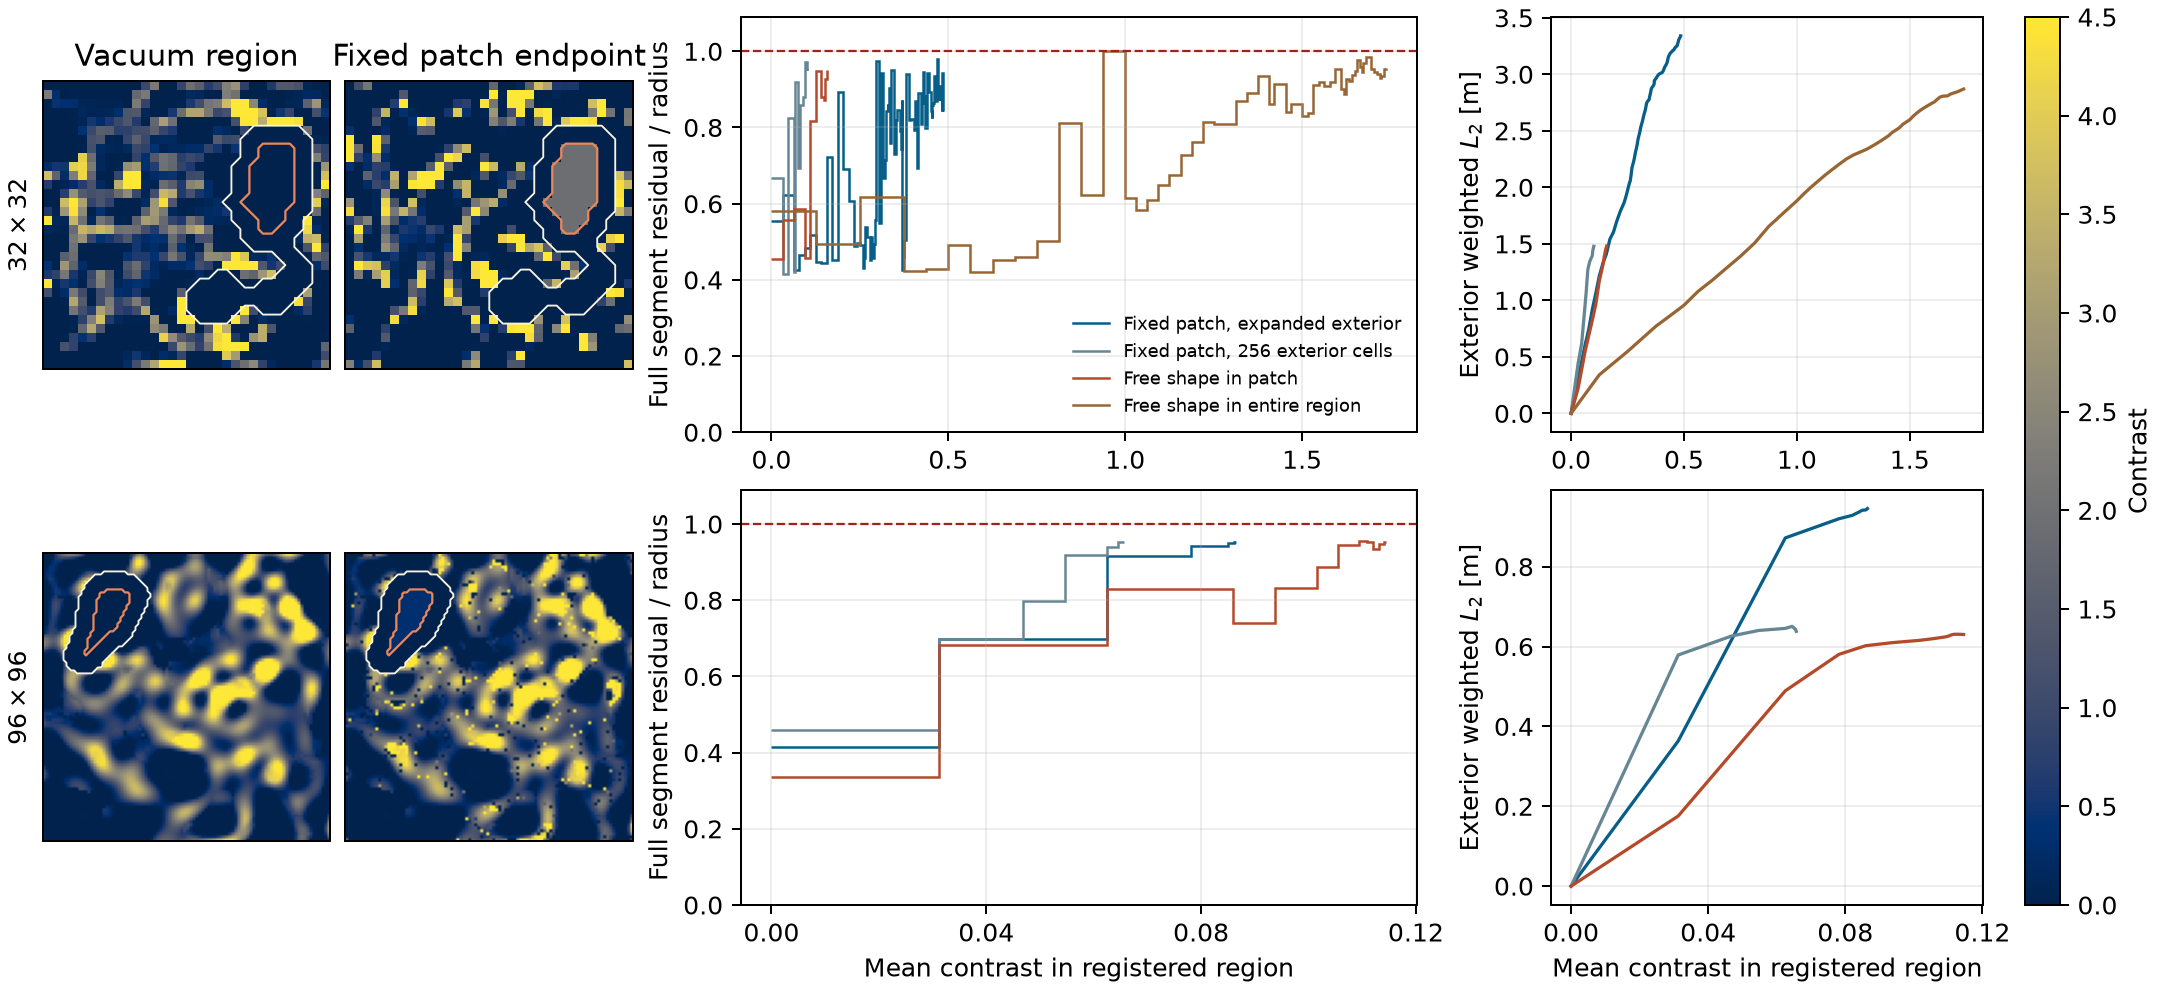 Vacuum region
Fixed patch endpoint
32 × 32
96 × 96
Full segment residual / radius
1.0
0.8
0.6
0.4
0.2
0.0
0.0 0.5 1.0 1.5
Fixed patch, expanded exterior
Fixed patch, 256 exterior cells
Free shape in patch
Free shape in entire region
Exterior weighted L₂ [m]
3.5
3.0
2.5
2.0
1.5
1.0
0.5
0.0
0.0 0.5 1.0 1.5
Full segment residual / radius
1.0
0.8
0.6
0.4
0.2
0.0
0.00 0.04 0.08 0.12
Mean contrast in registered region
Exterior weighted L₂ [m]
0.8
0.6
0.4
0.2
0.0
0.00 0.04 0.08 0.12
Mean contrast in registered region
4.5
4.0
3.5
3.0
2.5
2.0
1.5
1.0
0.5
0.0
Contrast